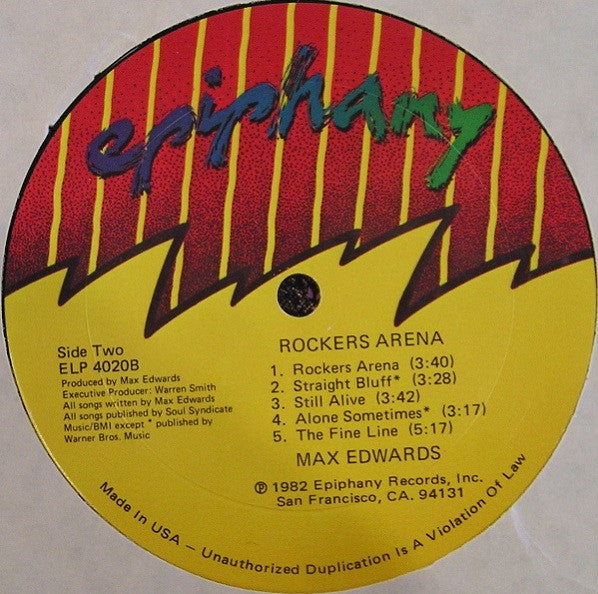 epiphany
Side Two
ELP 4020B
Produced by Max Edwards
Executive Producer: Warren Smith
All songs written by Max Edwards
All songs published by Soul Syndicate
Music/BMI except * published by
Warner Bros. Music
ROCKERS ARENA
1. Rockers Arena (3:40)
2. Straight Bluff* (3:28)
3. Still Alive (3:42)
4. Alone Sometimes* (3:17)
5. The Fine Line (5:17)
MAX EDWARDS
℗ 1982 Epiphany Records, Inc.
San Francisco, CA. 94131
Made In USA – Unauthorized Duplication Is A Violation Of Law